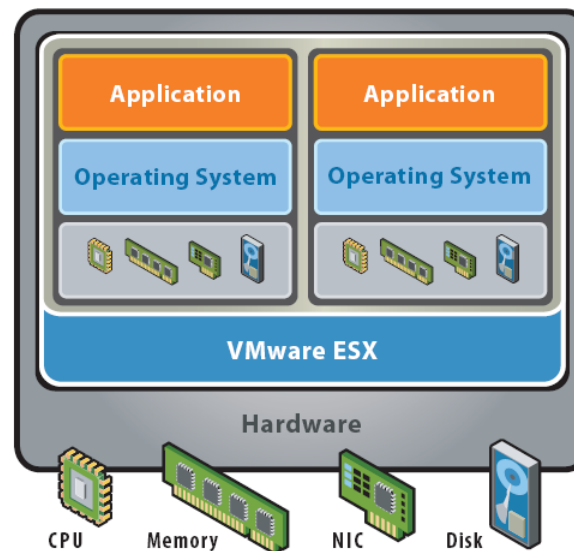 Application
Application
Operating System
Operating System
VMware ESX
Hardware
CPU
Memory
NIC
Disk